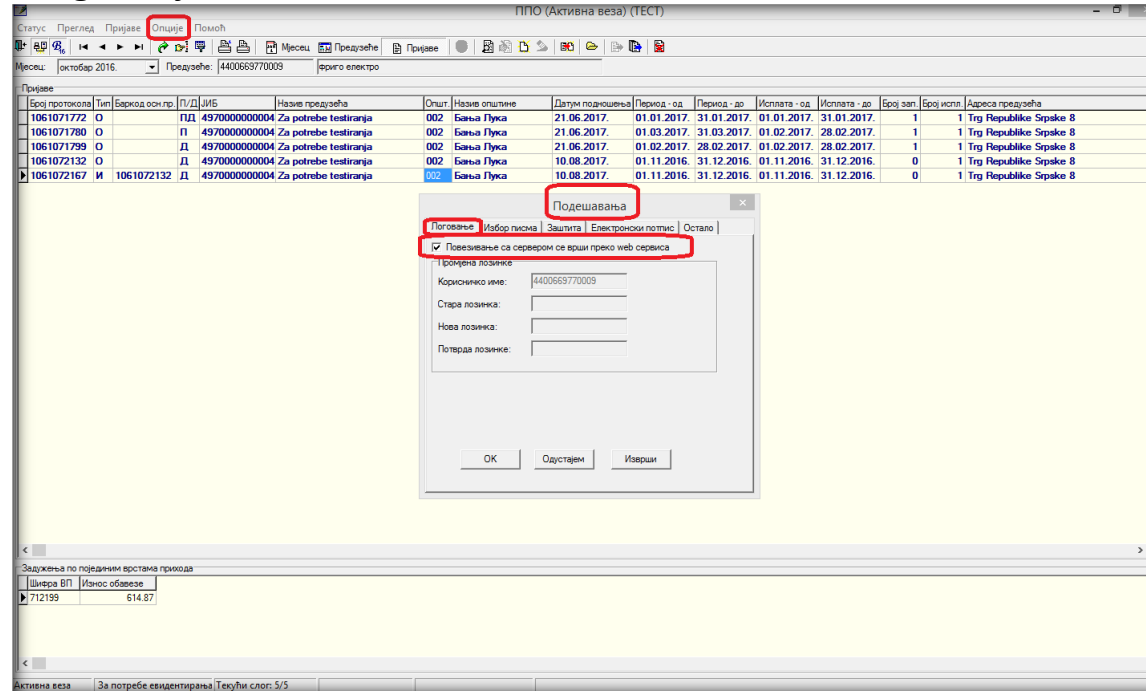 ППО (Активна веза) (ТЕСТ)
Статус Преглед Пријаве Опције Помоћ
Мјесец Предузеће Пријаве
Мјесец: октобар 2016. Предузеће: 4400669770009 фриго електро
Пријаве
Број протокола Тип Баркод осн.пр. П/Д ЈИБ Назив предузећа Општ. Назив општине Датум подношења Период - од Период - до Исплата - од Исплата - до Број зап. Број испл. Адреса предузећа
1061071772 О ПД 4970000000004 Za potrebe testiranja 002 Бања Лука 21.06.2017. 01.01.2017. 31.01.2017. 01.01.2017. 31.01.2017. 1 1 Trg Republike Srpske 8
1061071780 О П 4970000000004 Za potrebe testiranja 002 Бања Лука 21.06.2017. 01.03.2017. 31.03.2017. 01.02.2017. 28.02.2017. 1 1 Trg Republike Srpske 8
1061071799 О Д 4970000000004 Za potrebe testiranja 002 Бања Лука 21.06.2017. 01.02.2017. 28.02.2017. 01.02.2017. 28.02.2017. 1 1 Trg Republike Srpske 8
1061072132 О Д 4970000000004 Za potrebe testiranja 002 Бања Лука 10.08.2017. 01.11.2016. 31.12.2016. 01.11.2016. 31.12.2016. 0 1 Trg Republike Srpske 8
1061072167 И 1061072132 Д 4970000000004 Za potrebe testiranja 002 Бања Лука 10.08.2017. 01.11.2016. 31.12.2016. 01.11.2016. 31.12.2016. 0 1 Trg Republike Srpske 8
Подешавања
Логовање Избор писма Заштита Електронски потпис Остало
Повезивање са сервером се врши преко web сервиса
Промјена лозинке
Корисничко име: 4400669770009
Стара лозинка:
Нова лозинка:
Потврда лозинке:
OK Одустајем Изврши
Задужења по појединим врстама прихода
Шифра ВП Износ обавезе
712199 614.87
Активна веза За потребе евидентирања Текући слог: 5/5